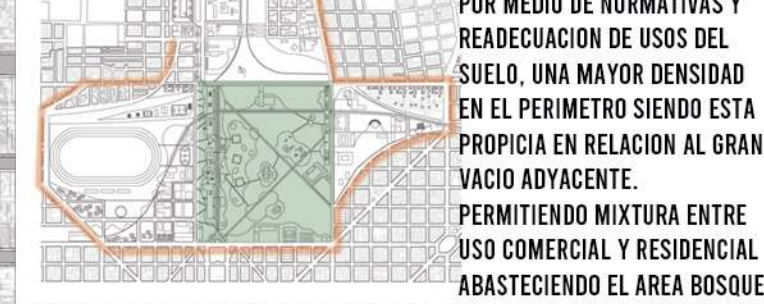 POR MEDIO DE NORMATIVAS Y
READECUACION DE USOS DEL
SUELO, UNA MAYOR DENSIDAD
EN EL PERIMETRO SIENDO ESTA
PROPICIA EN RELACION AL GRAN
VACIO ADYACENTE.
PERMITIENDO MIXTURA ENTRE
USO COMERCIAL Y RESIDENCIAL
ABASTECIENDO EL AREA BOSQUE